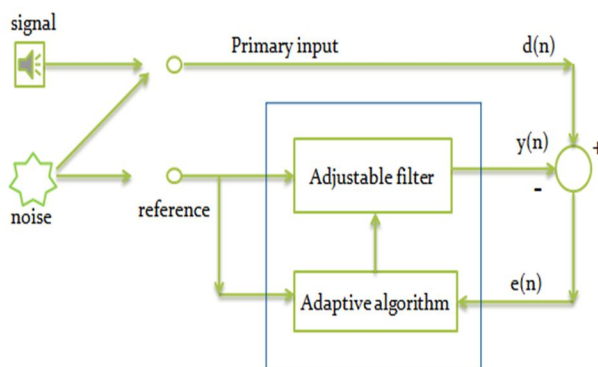 signal
Primary input
d(n)
y(n)
+
-
Adjustable filter
noise
reference
e(n)
Adaptive algorithm